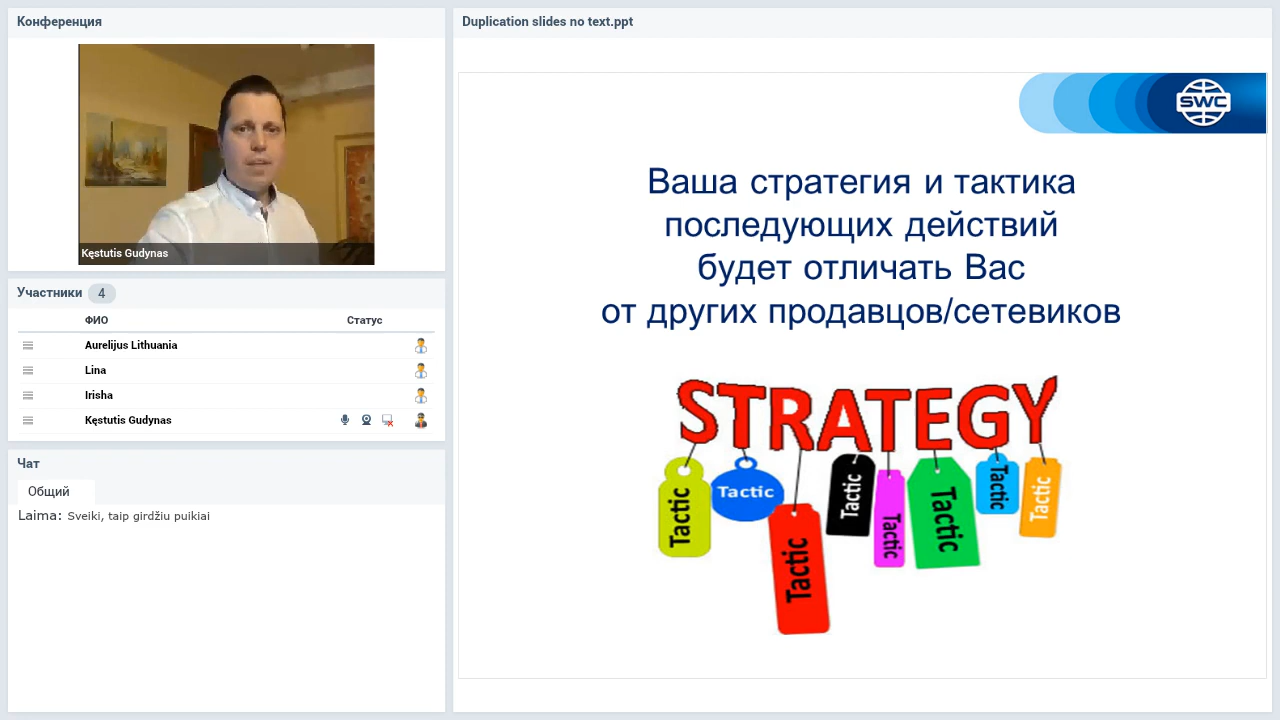 Конференция
Kęstutis Gudynas
Участники 4
ФИО Статус
Aurelijus Lithuania
Lina
Irisha
Kęstutis Gudynas
Чат
Общий
Laima: Sveiki, taip girdžiu puikiai
Duplication slides no text.ppt
SWC
Ваша стратегия и тактика
последующих действий
будет отличать Вас
от других продавцов/сетевиков
STRATEGY
Tactic
Tactic
Tactic
Tactic
Tactic
Tactic
Tactic
Tactic